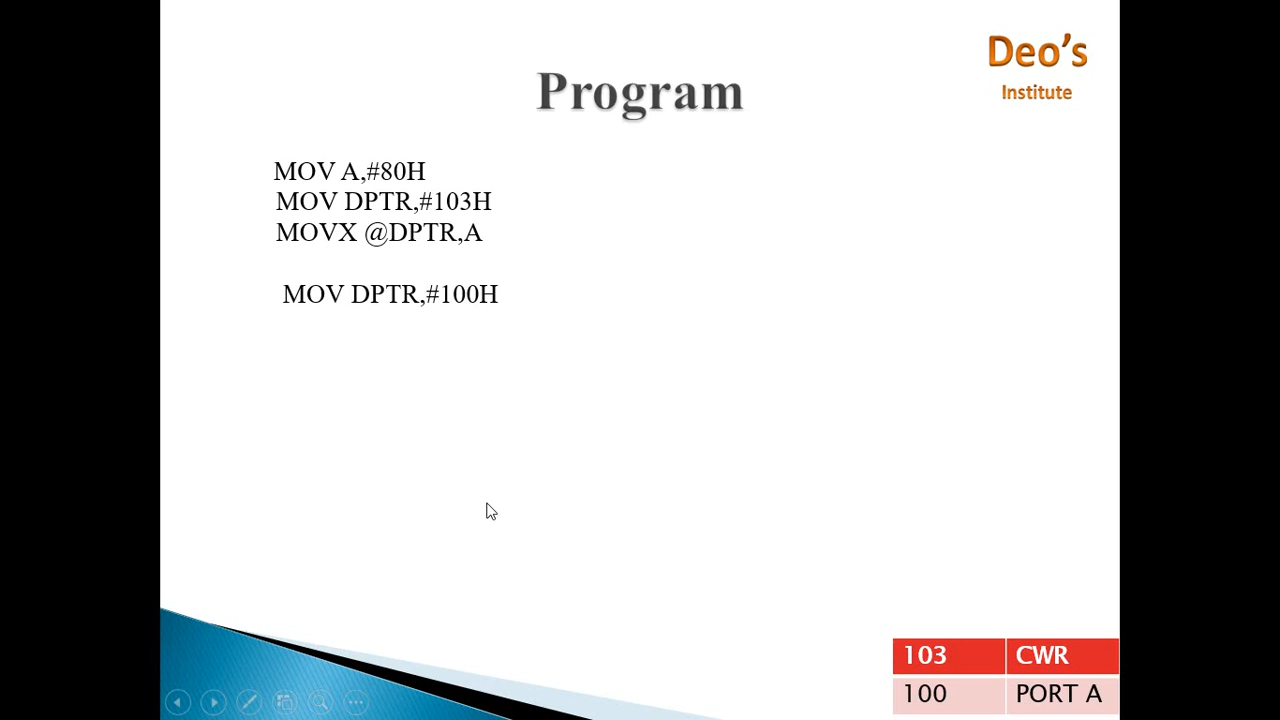 Deo's
Institute
Program
MOV A,#80H
MOV DPTR,#103H
MOVX @DPTR,A
MOV DPTR,#100H
103 CWR
100 PORT A